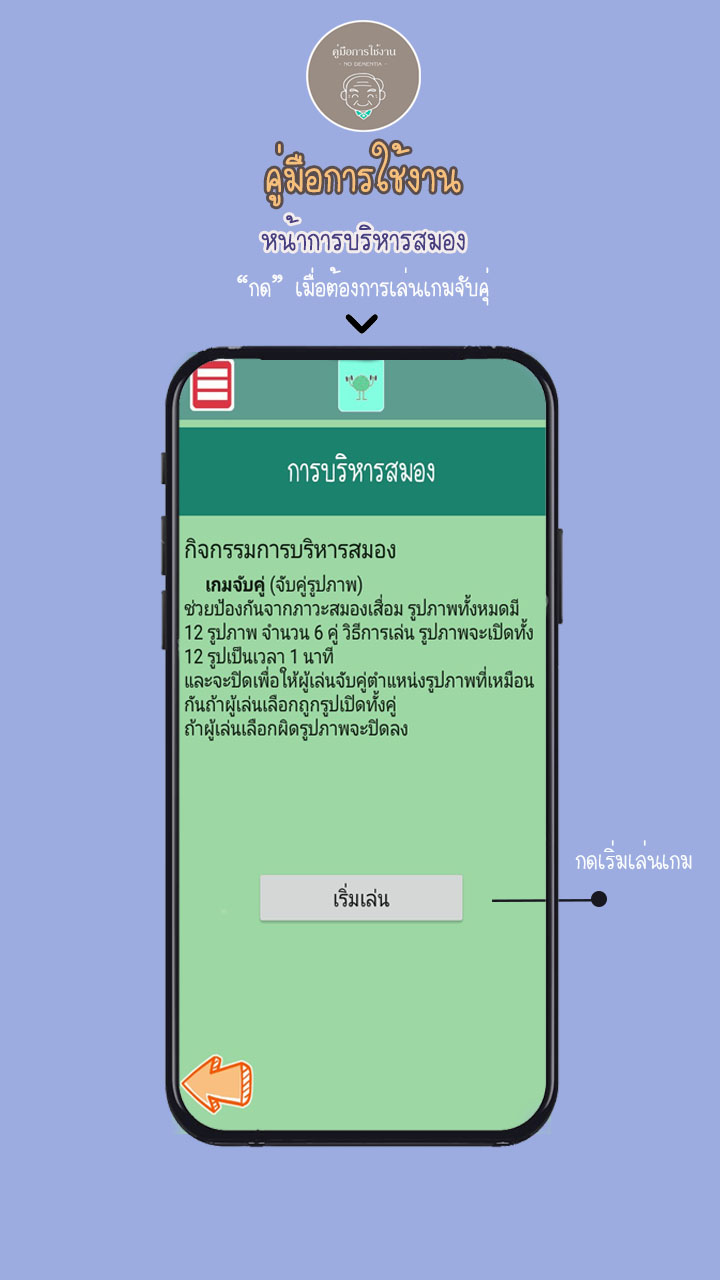 คู่มือการใช้งาน
- NO DEMENTIA -
คู่มือการใช้งาน
หน้าการบริหารสมอง
“กด” เมื่อต้องการเล่นเกมจับคุ่
การบริหารสมอง
กิจกรรมการบริหารสมอง
เกมจับคู่ (จับคู่รูปภาพ)
ช่วยป้องกันจากภาวะสมองเสื่อม รูปภาพทั้งหมดมี
12 รูปภาพ จำนวน 6 คู่ วิธีการเล่น รูปภาพจะเปิดทั้ง
12 รูปเป็นเวลา 1 นาที
และจะปิดเพื่อให้ผู้เล่นจับคู่ตำแหน่งรูปภาพที่เหมือน
กันถ้าผู้เล่นเลือกถูกรูปเปิดทั้งคู่
ถ้าผู้เล่นเลือกผิดรูปภาพจะปิดลง
กดเริ่มเล่นเกม
เริ่มเล่น